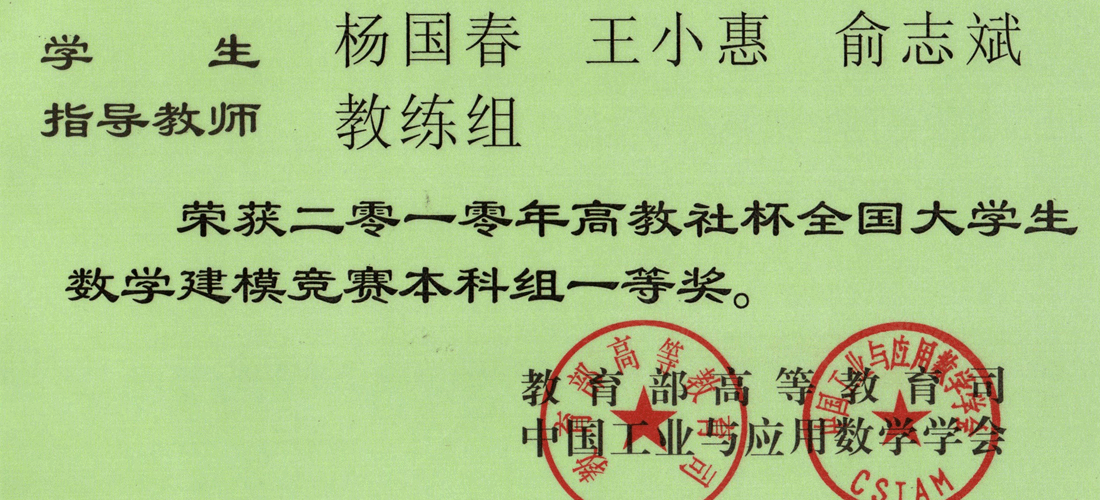 学 生 杨国春 王小惠 俞志斌
指导教师 教练组
荣获二零一零年高教社杯全国大学生
数学建模竞赛本科组一等奖。
教育部高等教育司
中国工业与应用数学学会
教育部高等教育司
中国工业与应用数学学会
CSIAM